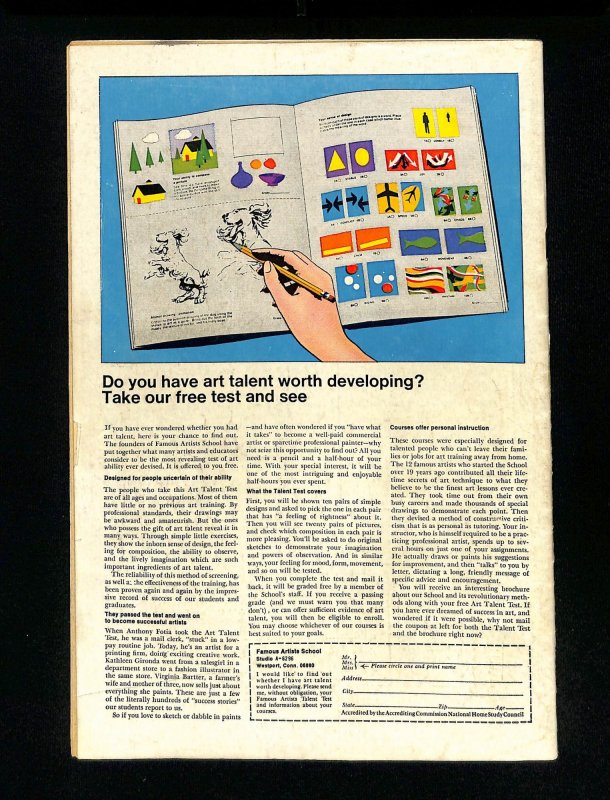 Your ability to compose
a picture
Your sense of design
Do you have art talent worth developing?
Take our free test and see
If you have ever wondered whether you had
art talent, here is your chance to find out.
The founders of Famous Artists School have
put together what many artists and educators
consider to be the most revealing test of art
ability ever devised. It is offered to you free.
Designed for people uncertain of their ability
The people who take this Art Talent Test
are of all ages and occupations. Most of them
have little or no previous art training. By
professional standards, their drawings may
be awkward and amateurish. But the ones
who possess the gift of art talent reveal it in
many ways. Through simple little exercises,
they show the inborn sense of design, the feel-
ing for composition, the ability to observe,
and the lively imagination which are such
important ingredients of art talent.
The reliability of this method of screening,
as well as the effectiveness of the training, has
been proven again and again by the impres-
sive record of success of our students and
graduates.
They passed the test and went on
to become successful artists
When Anthony Fotia took the Art Talent
Test, he was a mail clerk, "stuck" in a low-
pay routine job. Today, he's an artist for a
printing firm, doing exciting creative work.
Kathleen Gironda went from a salesgirl in a
department store to a fashion illustrator in
the same store. Virginia Bartter, a farmer's
wife and mother of three, now sells just about
everything she paints. These are just a few
of the literally hundreds of "success stories"
our students report to us.
So if you love to sketch or dabble in paints
—and have often wondered if you "have what
it takes" to become a well-paid commercial
artist or sparetime professional painter—why
not seize this opportunity to find out? All you
need is a pencil and a half-hour of your
time. With your special interest, it will be
one of the most intriguing and enjoyable
half-hours you ever spent.
What the Talent Test covers
First, you will be shown ten pairs of simple
designs and asked to pick the one in each pair
that has "a feeling of rightness" about it.
Then you will see twenty pairs of pictures,
and check which composition in each pair is
more pleasing. You'll be asked to do original
sketches to demonstrate your imagination
and powers of observation. And in similar
ways, your feeling for mood, form, movement,
and so on will be tested.
When you complete the test and mail it
back, it will be graded free by a member of
the School's staff. If you receive a passing
grade (and we must warn you that many
don't), or can offer sufficient evidence of art
talent, you will then be eligible to enroll.
You may choose whichever of our courses is
best suited to your goals.
Courses offer personal instruction
These courses were especially designed for
talented people who can't leave their fami-
lies or jobs for art training away from home.
The 12 famous artists who started the School
over 19 years ago contributed all their life-
time secrets of art technique to what they
believe to be the finest art lessons ever cre-
ated. They took time out from their own
busy careers and made thousands of special
drawings to demonstrate each point. Then
they devised a method of constructive criti-
cism that is as personal as tutoring. Your in-
structor, who is himself required to be a prac-
ticing professional artist, spends up to sev-
eral hours on just one of your assignments.
He actually draws or paints his suggestions
for improvement, and then "talks" to you by
letter, dictating a long, friendly message of
specific advice and encouragement.
You will receive an interesting brochure
about our School and its revolutionary meth-
ods along with your free Art Talent Test. If
you have ever dreamed of success in art, and
wondered if it were possible, why not mail
the coupon at left for both the Talent Test
and the brochure right now?
Famous Artists School
Studio A-6296
Westport, Conn. 06880
I would like to find out
whether I have art talent
worth developing. Please send
me, without obligation, your
Famous Artists Talent Test
and information about your
courses.
Mr.
Mrs.
Miss
Please circle one and print name
Address
City
State Zip Age
Accredited by the Accrediting Commission National Home Study Council